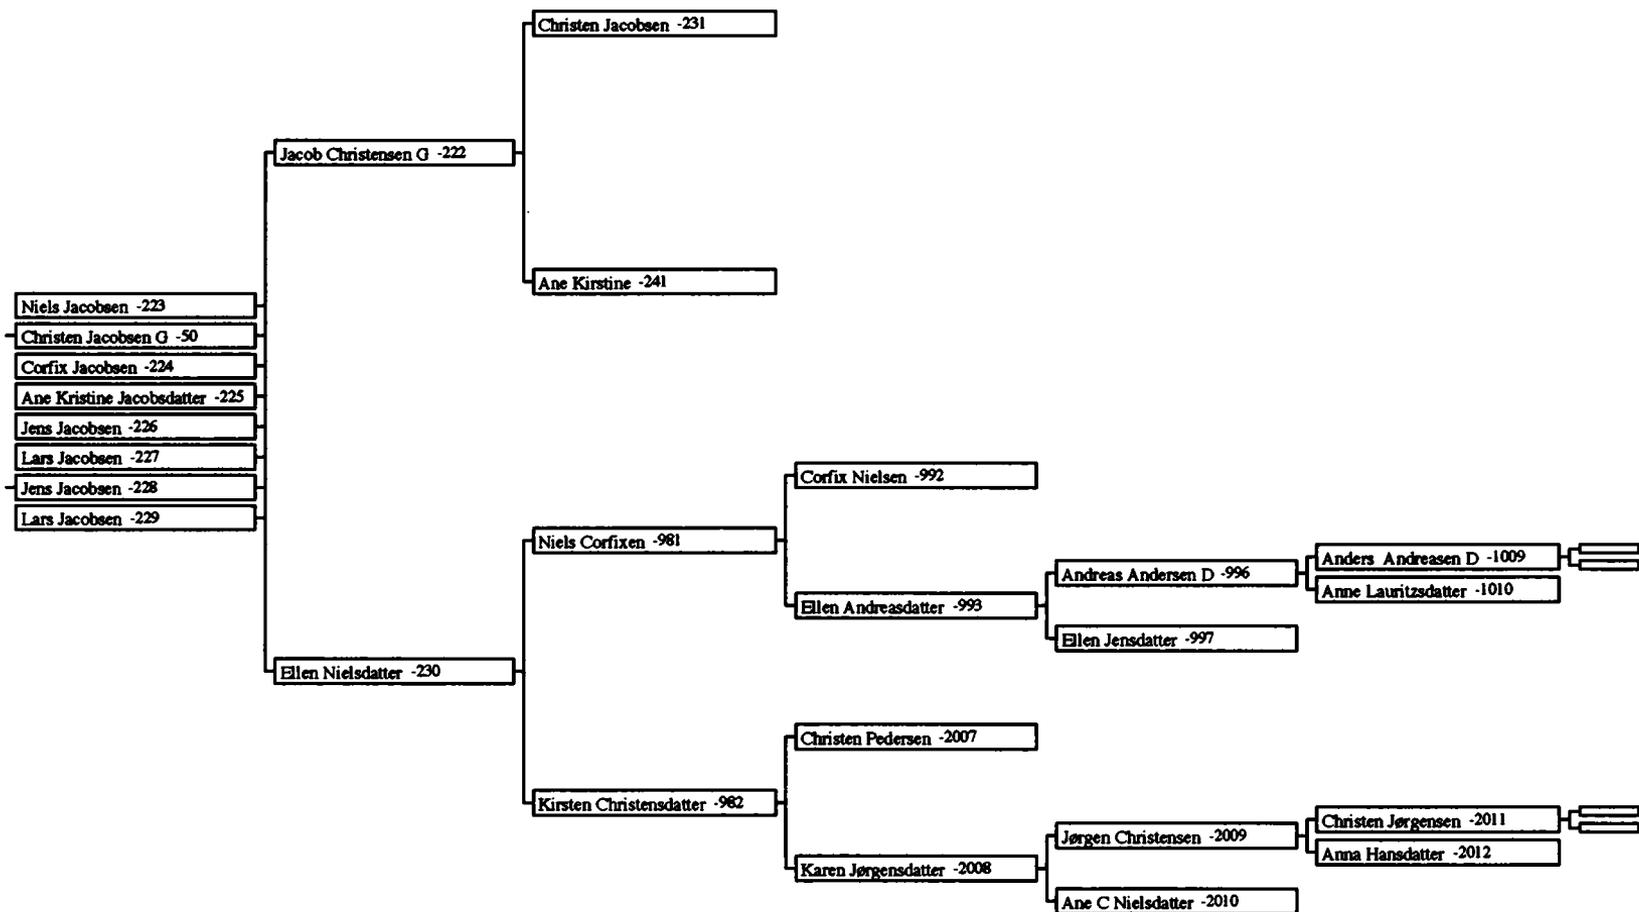 Christen Jacobsen -231
Jacob Christensen G -222
Ane Kirstine -241
Niels Jacobsen -223
Christen Jacobsen G -50
Corfix Jacobsen -224
Ane Kristine Jacobsdatter -225
Jens Jacobsen -226
Lars Jacobsen -227
Jens Jacobsen -228
Lars Jacobsen -229
Corfix Nielsen -992
Niels Corfixen -981
Anders Andreasen D -1009
Andreas Andersen D -996
Anne Lauritzsdatter -1010
Ellen Andreasdatter -993
Ellen Jensdatter -997
Ellen Nielsdatter -230
Christen Pedersen -2007
Kirsten Christensdatter -982
Christen Jørgensen -2011
Jørgen Christensen -2009
Anna Hansdatter -2012
Karen Jørgensdatter -2008
Ane C Nielsdatter -2010